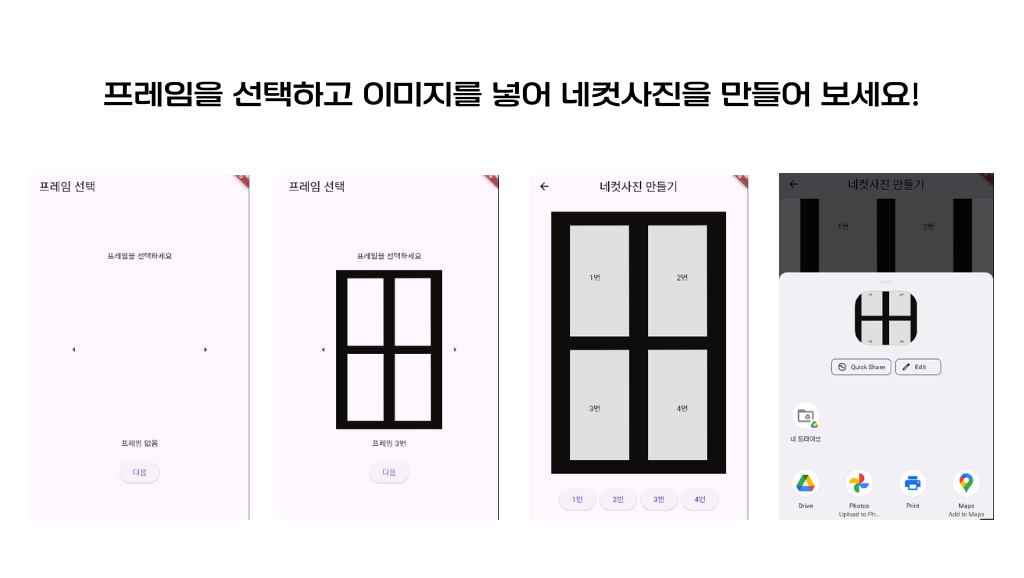 프레임을 선택하고 이미지를 넣어 네컷사진을 만들어 보세요!
프레임 선택
프레임을 선택하세요
프레임 없음
다음
프레임 선택
프레임을 선택하세요
프레임 3번
다음
네컷사진 만들기
1번
2번
3번
4번
1번
2번
3번
4번
네컷사진 만들기
1번
2번
Quick Share
Edit
내 드라이브
Drive
Photos
Upload to Ph...
Print
Maps
Add to Maps